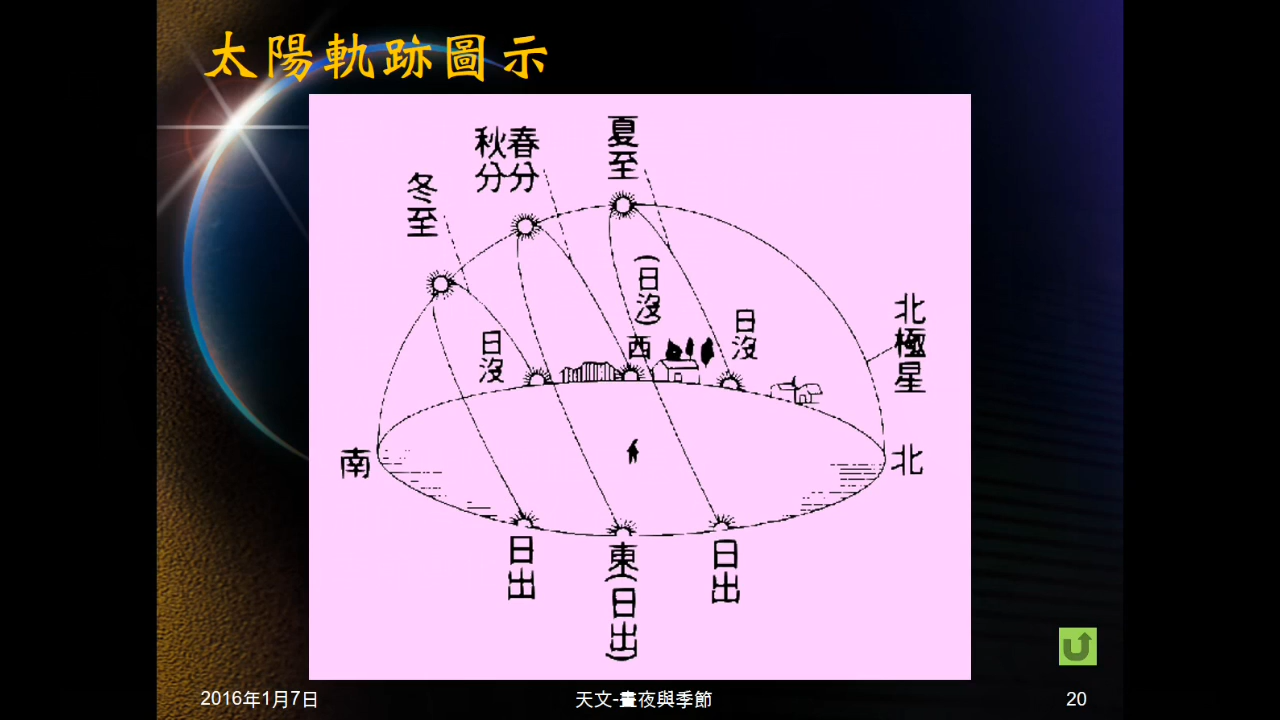 太陽軌跡圖示
夏至
春分
秋分
冬至
(日沒)
西
日沒
日沒
北極星
南
北
日出
東(日出)
日出
2016年1月7日
天文-晝夜與季節
20